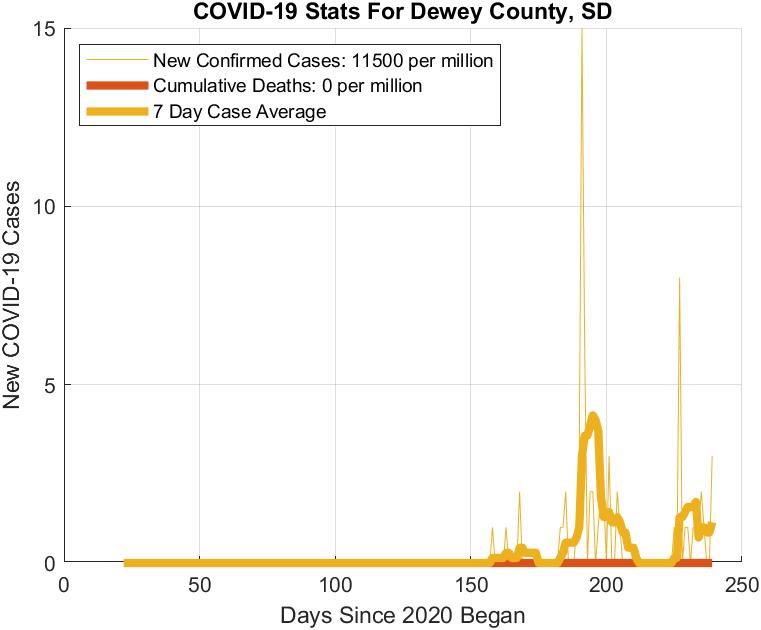 COVID-19 Stats For Dewey County, SD
15
New Confirmed Cases: 11500 per million
Cumulative Deaths: 0 per million
7 Day Case Average
10
5
0
New COVID-19 Cases
0 50 100 150 200 250
Days Since 2020 Began